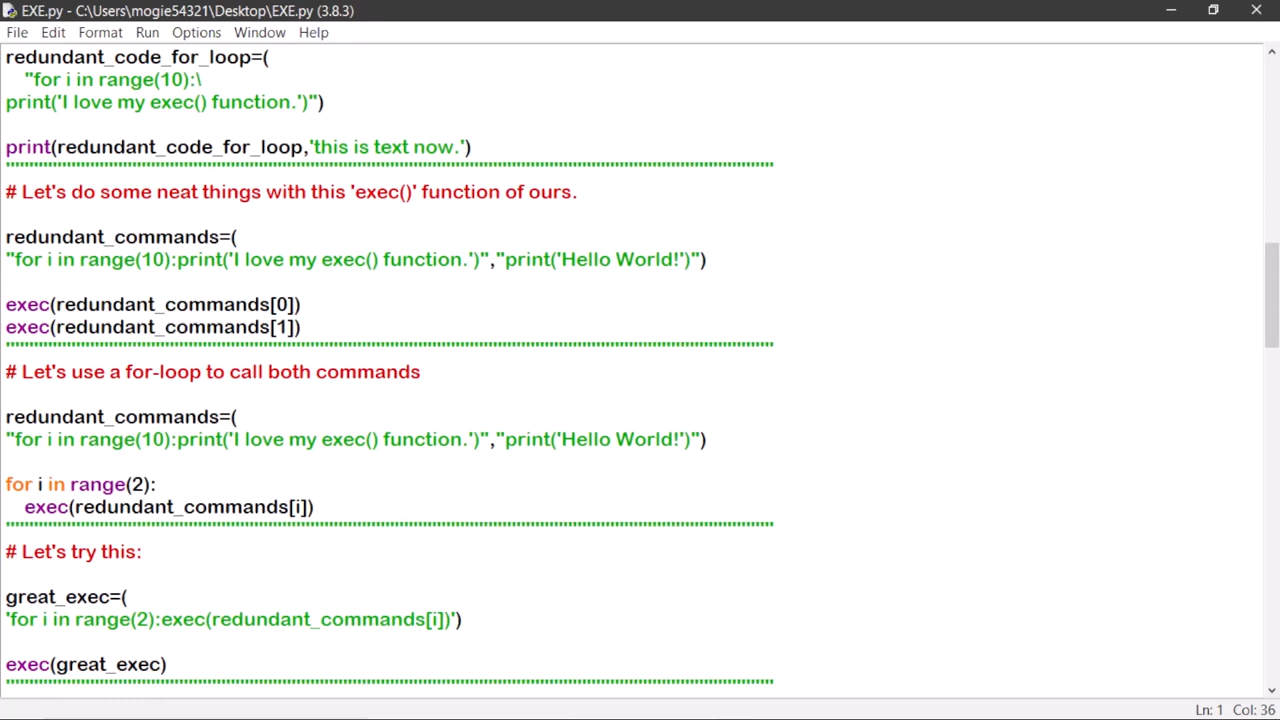 EXE.py - C:\Users\mogie54321\Desktop\EXE.py (3.8.3)
File Edit Format Run Options Window Help
redundant_code_for_loop=(
    "for i in range(10):\
print('I love my exec() function.')")
print(redundant_code_for_loop,'this is text now.')
# Let's do some neat things with this 'exec()' function of ours.
redundant_commands=(
"for i in range(10):print('I love my exec() function.')","print('Hello World!')")
exec(redundant_commands[0])
exec(redundant_commands[1])
# Let's use a for-loop to call both commands
redundant_commands=(
"for i in range(10):print('I love my exec() function.')","print('Hello World!')")
for i in range(2):
    exec(redundant_commands[i])
# Let's try this:
great_exec=(
'for i in range(2):exec(redundant_commands[i])')
exec(great_exec)
Ln: 1 Col: 36